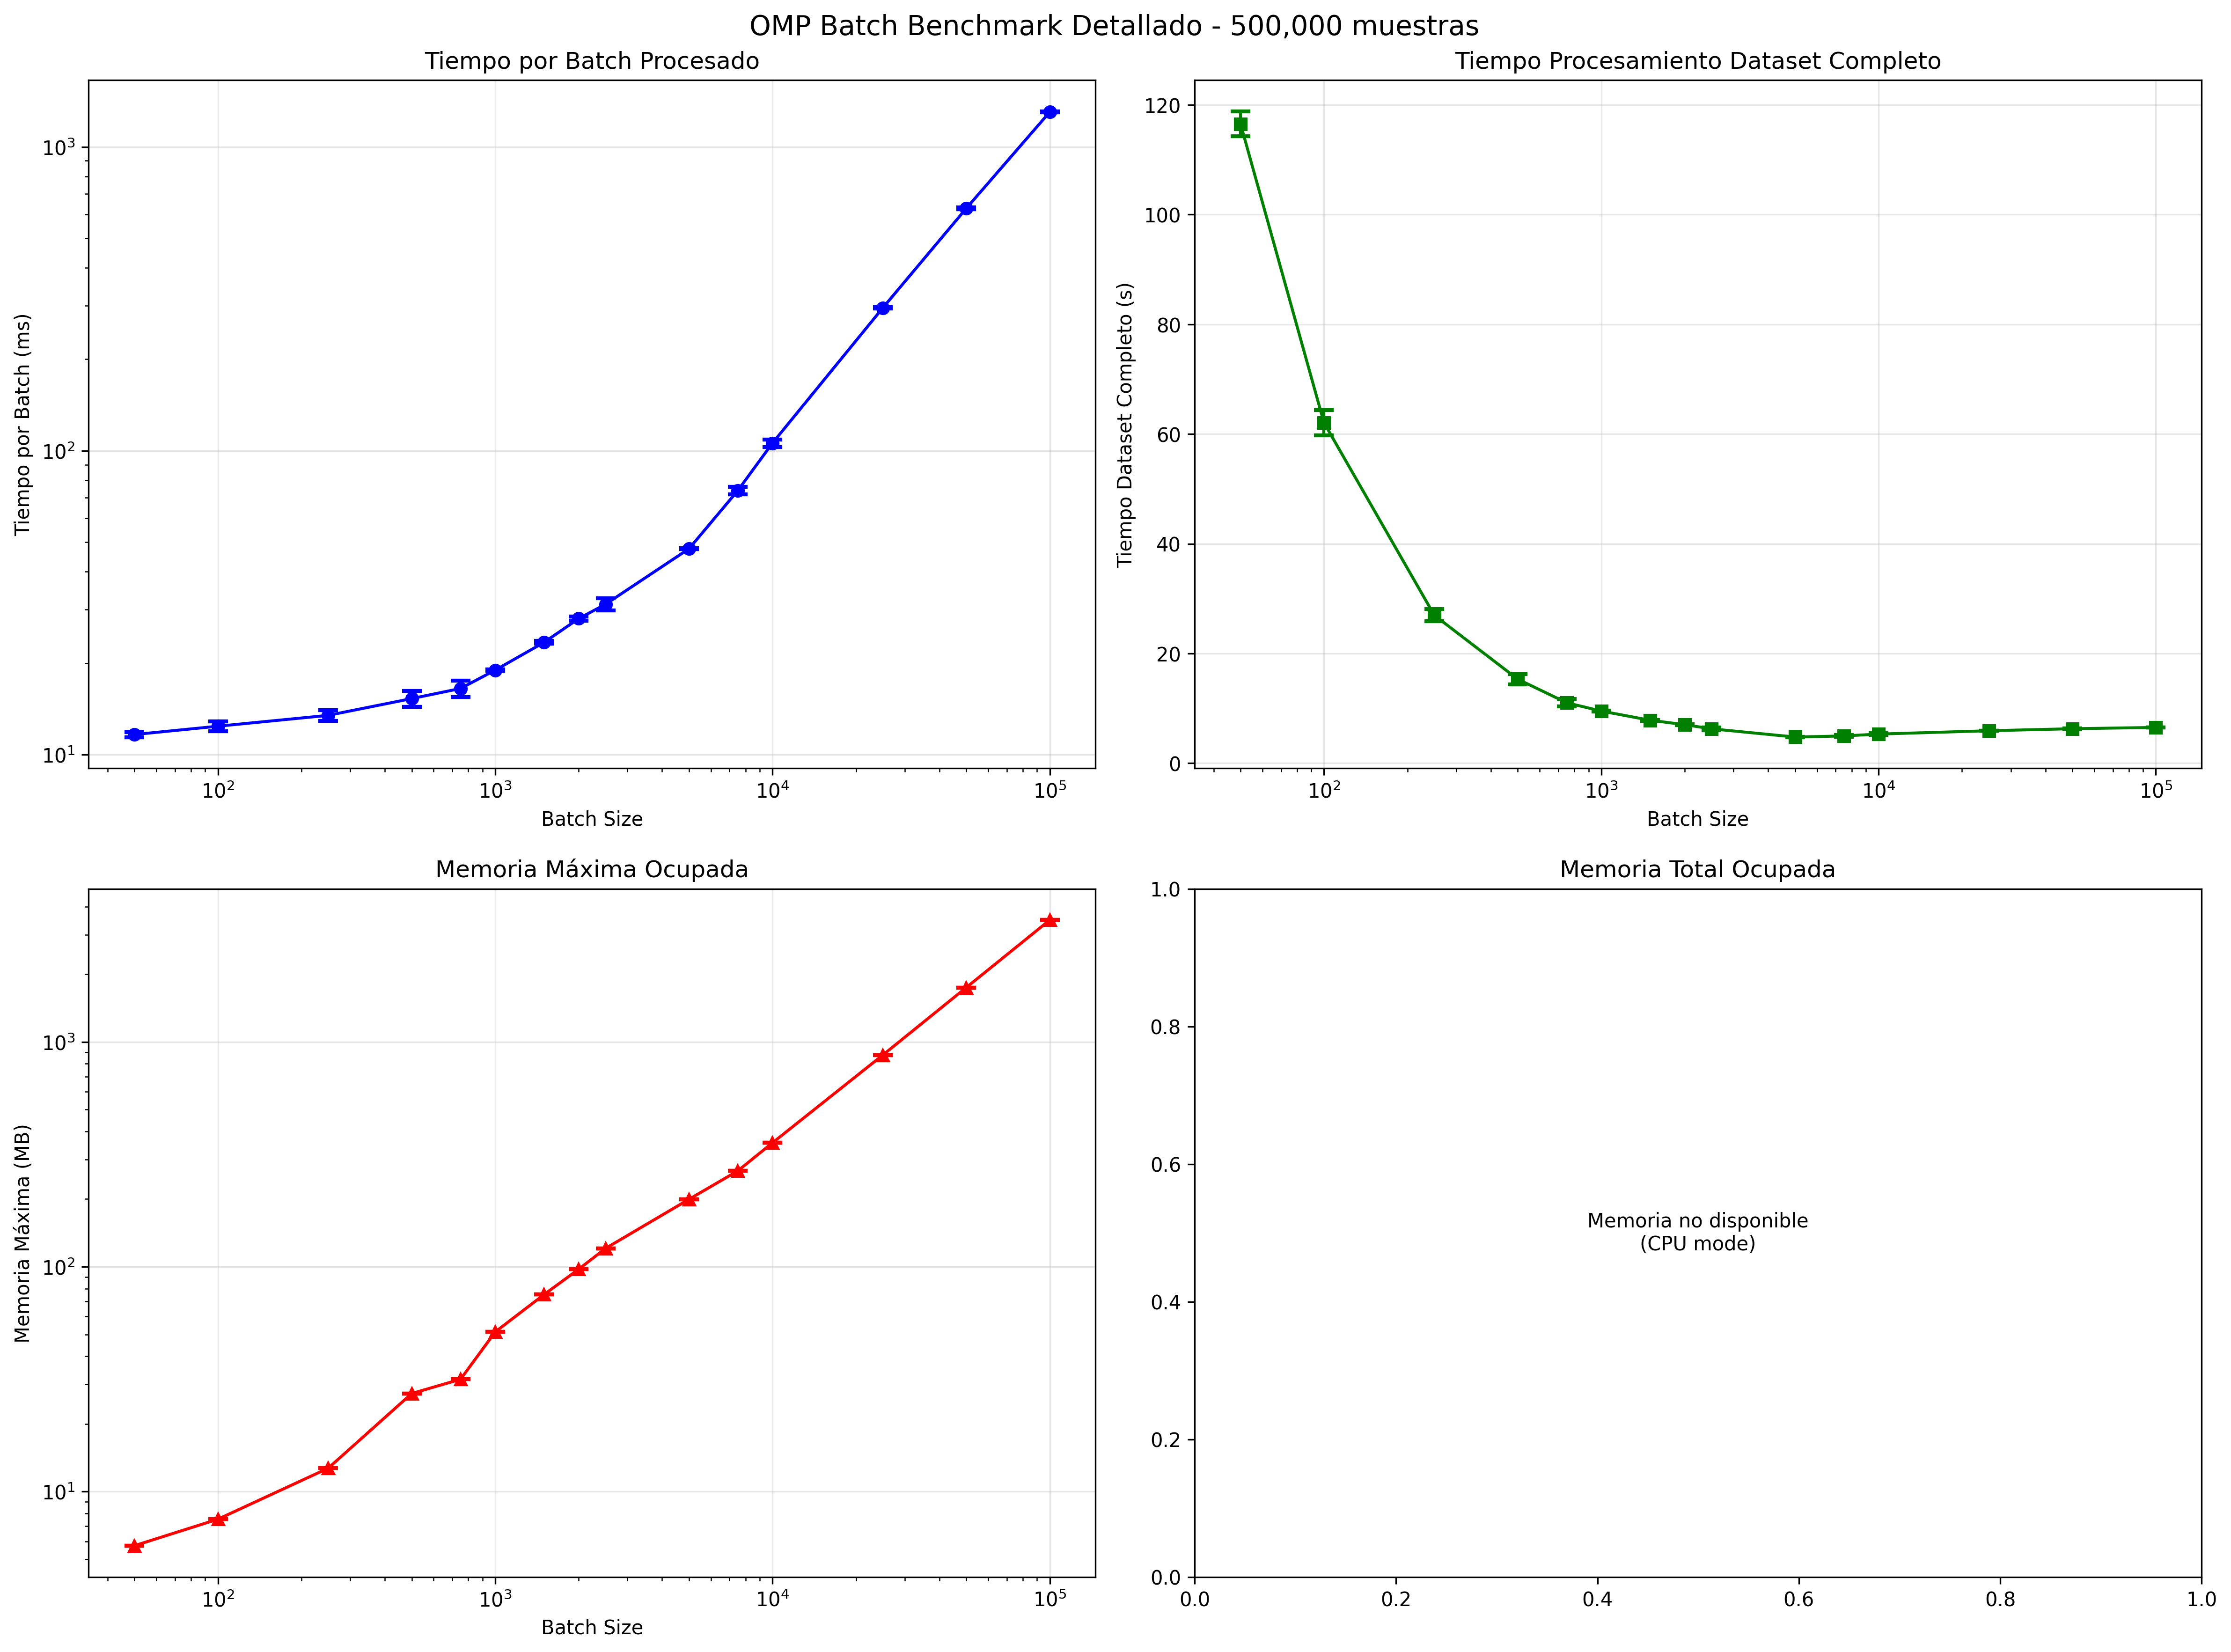 OMP Batch Benchmark Detallado - 500,000 muestras
Tiempo por Batch Procesado
Tiempo por Batch (ms)
10³
10²
10¹
10² 10³ 10⁴ 10⁵
Batch Size
Tiempo Procesamiento Dataset Completo
Tiempo Dataset Completo (s)
120
100
80
60
40
20
0
10² 10³ 10⁴ 10⁵
Batch Size
Memoria Máxima Ocupada
Memoria Máxima (MB)
10³
10²
10¹
10² 10³ 10⁴ 10⁵
Batch Size
Memoria Total Ocupada
1.0
0.8
0.6
0.4
0.2
0.0
Memoria no disponible
(CPU mode)
0.0 0.2 0.4 0.6 0.8 1.0